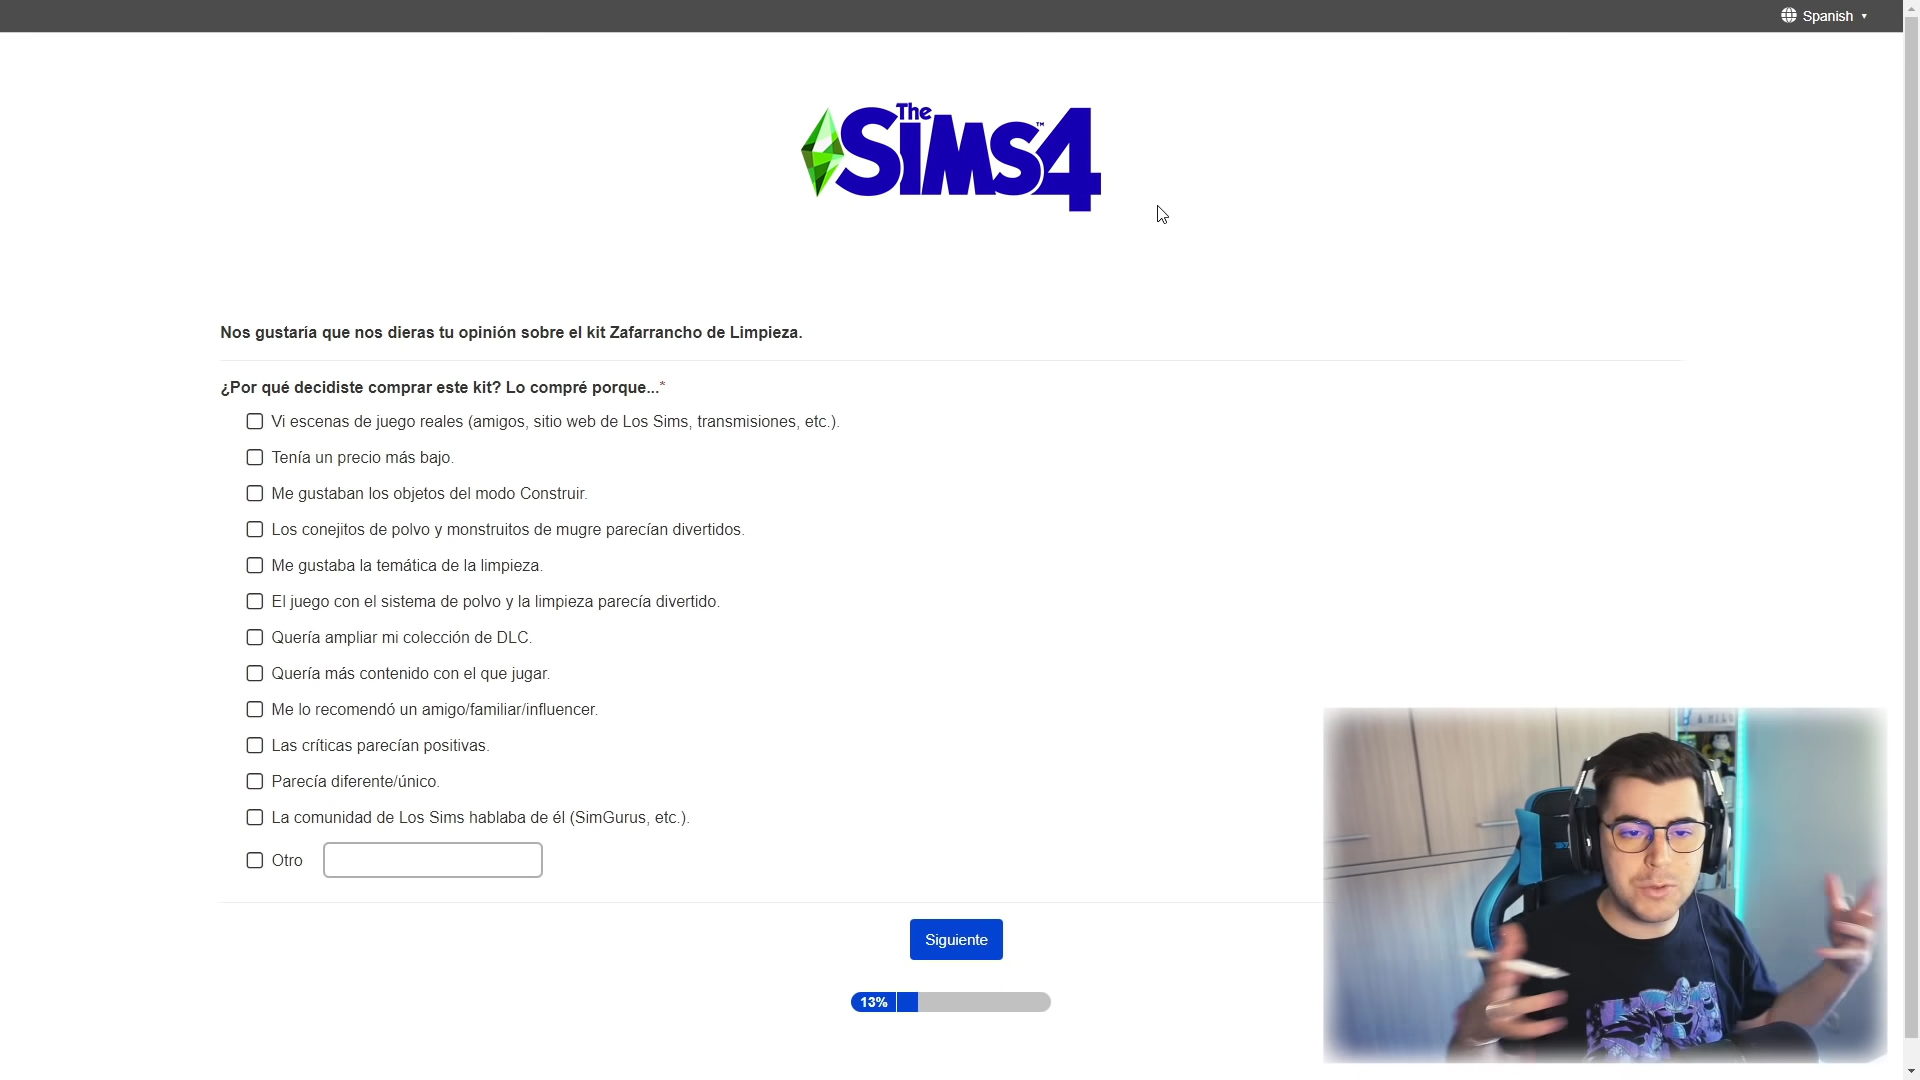 Spanish
The Sims 4 ™
Nos gustaría que nos dieras tu opinión sobre el kit Zafarrancho de Limpieza.
¿Por qué decidiste comprar este kit? Lo compré porque...*
Vi escenas de juego reales (amigos, sitio web de Los Sims, transmisiones, etc.).
Tenía un precio más bajo.
Me gustaban los objetos del modo Construir.
Los conejitos de polvo y monstruitos de mugre parecían divertidos.
Me gustaba la temática de la limpieza.
El juego con el sistema de polvo y la limpieza parecía divertido.
Quería ampliar mi colección de DLC.
Quería más contenido con el que jugar.
Me lo recomendó un amigo/familiar/influencer.
Las críticas parecían positivas.
Parecía diferente/único.
La comunidad de Los Sims hablaba de él (SimGurus, etc.).
Otro
Siguiente
13%